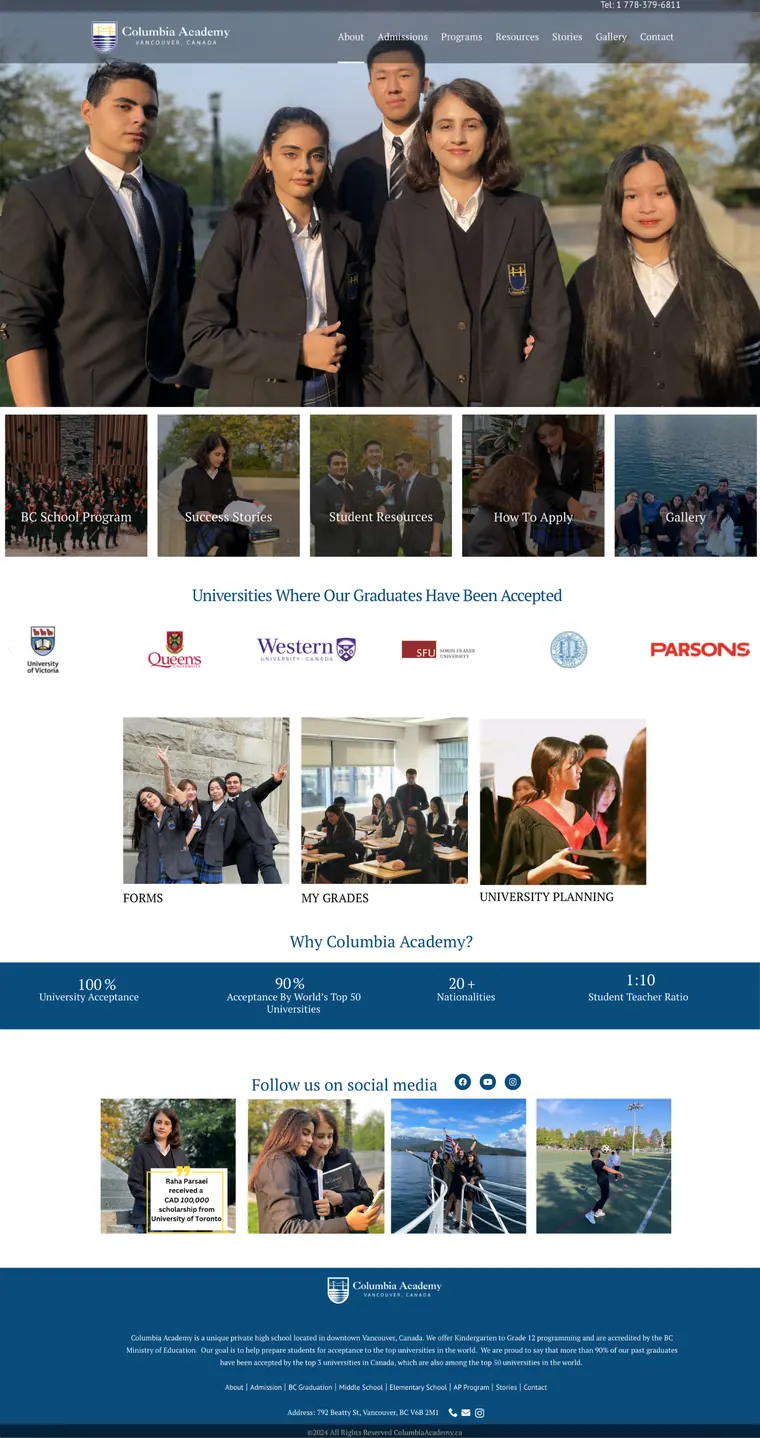 Tel: 1 778-379-6811
Columbia Academy
VANCOUVER, CANADA
About Admissions Programs Resources Stories Gallery Contact
BC School Program
Success Stories
Student Resources
How To Apply
Gallery
Universities Where Our Graduates Have Been Accepted
University
of Victoria
Queen's
UNIVERSITY
Western
UNIVERSITY · CANADA
SFU
SIMON FRASER
UNIVERSITY
PARSONS
FORMS
MY GRADES
UNIVERSITY PLANNING
Why Columbia Academy?
100 %
University Acceptance
90 %
Acceptance By World's Top 50
Universities
20 +
Nationalities
1:10
Student Teacher Ratio
Follow us on social media
Raha Parsaei
received a
CAD 100,000
scholarship from
University of Toronto
Columbia Academy
VANCOUVER, CANADA
Columbia Academy is a unique private high school located in downtown Vancouver, Canada. We offer Kindergarten to Grade 12 programming and are accredited by the BC
Ministry of Education. Our goal is to help prepare students for acceptance to the top universities in the world. We are proud to say that more than 90% of our past graduates
have been accepted by the top 3 universities in Canada, which are also among the top 50 universities in the world.
About | Admission | BC Graduation | Middle School | Elementary School | AP Program | Stories | Contact
Address: 792 Beatty St, Vancouver, BC V6B 2M1
©2024 All Rights Reserved ColumbiaAcademy.ca